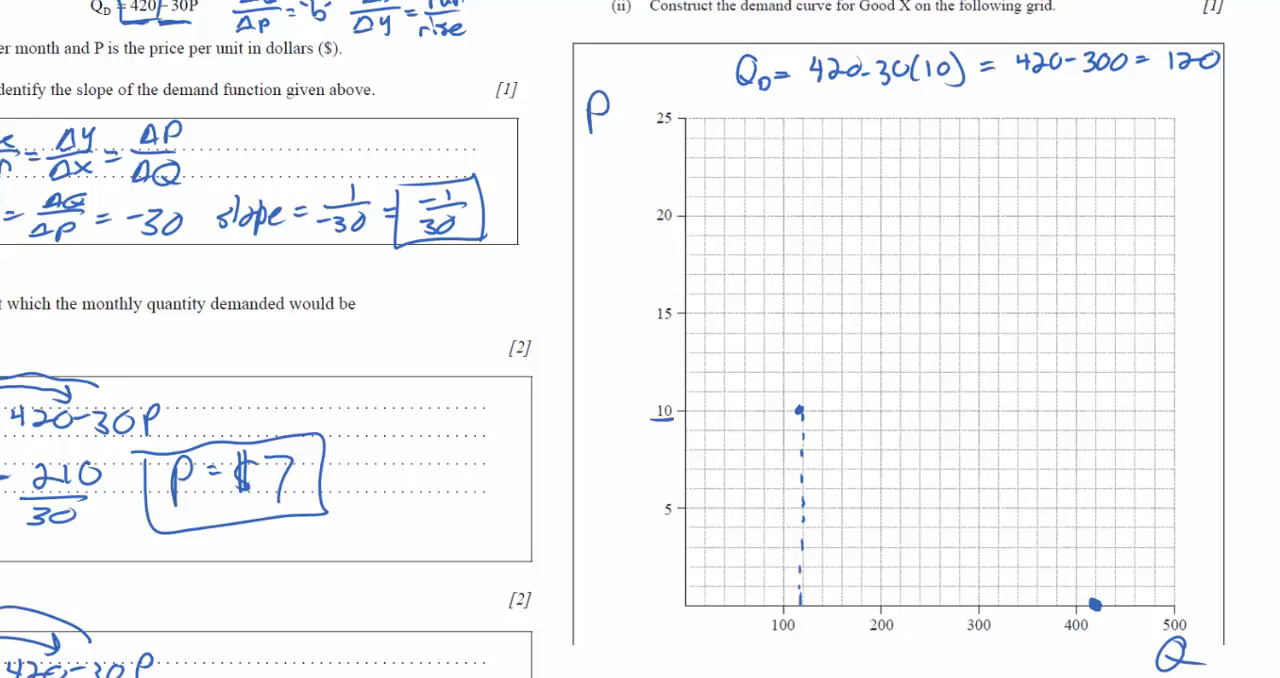 Q_D = 420 - 30P
ΔP = "b"
ΔY =
rise
er month and P is the price per unit in dollars ($).
dentify the slope of the demand function given above.
[1]
= ΔY/ΔX = ΔP/ΔQ
= ΔQ/ΔP = -30 slope = 1/-30 = -1/30
t which the monthly quantity demanded would be
[2]
420-30P
210/30 P = $7
[2]
420-30P
(ii) Construct the demand curve for Good X on the following grid.
[1]
Q_D = 420-30(10) = 420-300 = 120
P
25
20
15
10
5
100 200 300 400 500
Q